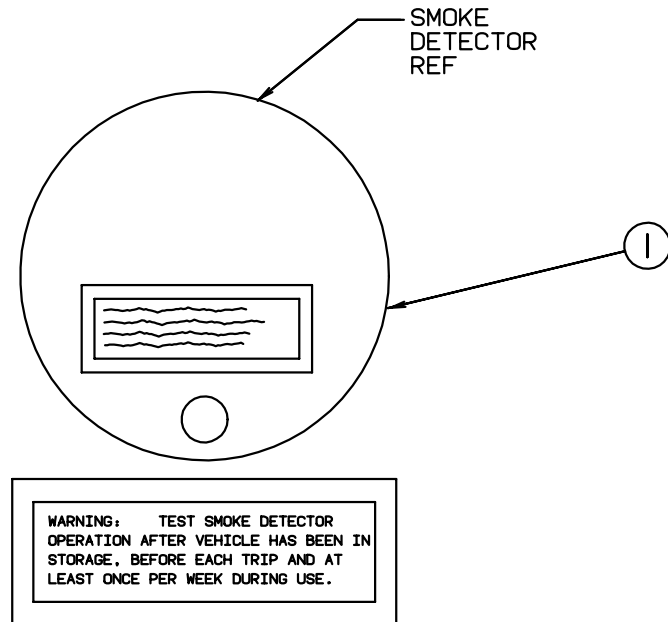 SMOKE
DETECTOR
REF
1
WARNING: TEST SMOKE DETECTOR
OPERATION AFTER VEHICLE HAS BEEN IN
STORAGE, BEFORE EACH TRIP AND AT
LEAST ONCE PER WEEK DURING USE.